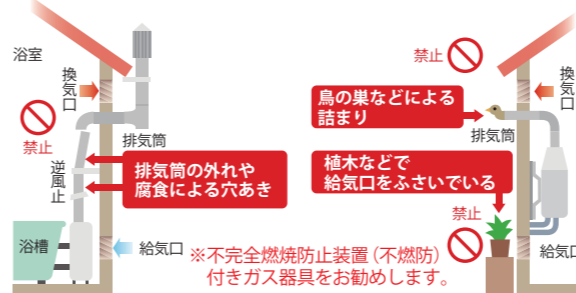 浴室
換気口
禁止
排気筒
逆風止
排気筒の外れや
腐食による穴あき
浴槽
給気口
禁止
換気口
鳥の巣などによる
詰まり
排気筒
植木などで
給気口をふさいでいる
禁止
給気口
※不完全燃焼防止装置（不燃防）
付きガス器具をお勧めします。